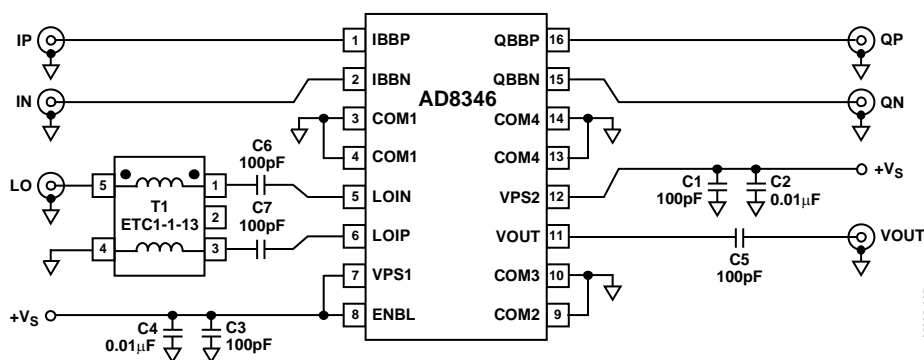 IP
1
IBBP
QBBP
16
QP
IN
2
IBBN
QBBN
15
QN
AD8346
3
COM1
COM4
14
4
COM1
COM4
13
LO
5
1
C6
100pF
5
LOIN
VPS2
12
C1
100pF
C2
0.01µF
+VS
T1
ETC1-1-13
2
C7
100pF
4
3
6
LOIP
VOUT
11
C5
100pF
VOUT
7
VPS1
COM3
10
+VS
8
ENBL
COM2
9
C4
0.01µF
C3
100pF